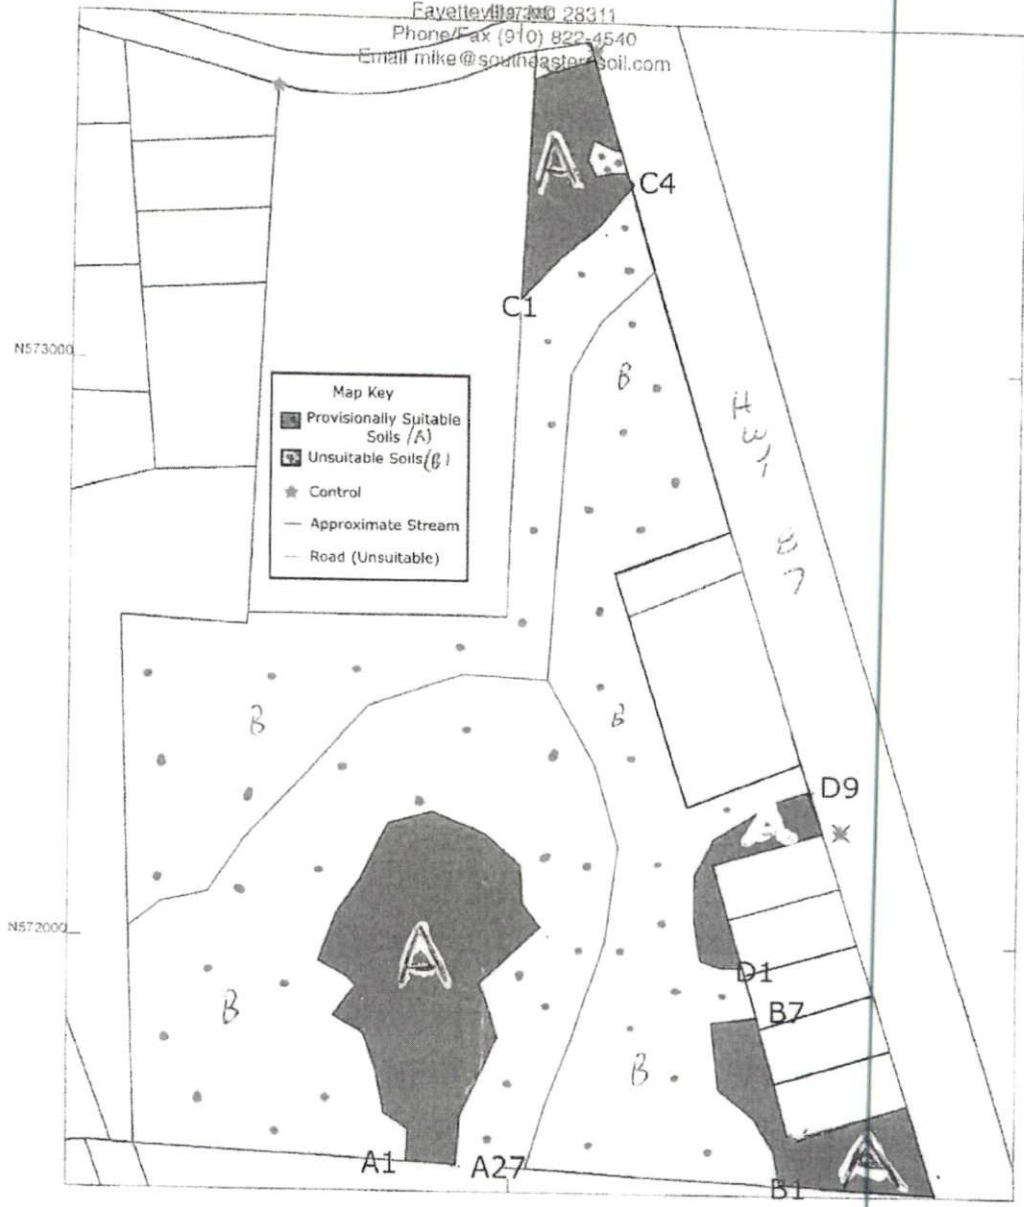 Fayetteville, NC 28311
Phone/Fax (910) 822-4540
Email mike@southeasternsoil.com
A
C4
C1
N573000
B
Map Key
Provisionally Suitable
Soils (A)
Unsuitable Soils (B)
Control
Approximate Stream
Road (Unsuitable)
HWY 87
B
B
D9
A
N572000
A
D1
B7
B
B
A
A1
A27
B1